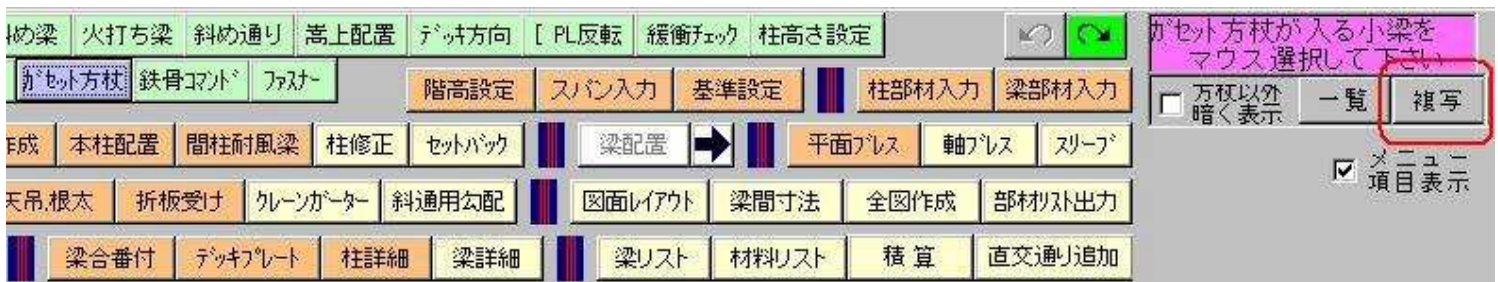 め梁 火打ち梁 斜め通り 嵩上配置 ﾃﾞｯｷ方向 [ PL反転 緩衝ﾁｪｯｸ 柱高さ設定
ｶﾞｾｯﾄ方杖 鉄骨ｺﾏﾝﾄﾞ ﾌｧｽﾅｰ 階高設定 スパン入力 基準設定 柱部材入力 梁部材入力
作成 本柱配置 間柱耐風梁 柱修正 ｾｯﾄﾊﾞｯｸ 梁配置 平面ﾌﾞﾚｽ 軸ﾌﾞﾚｽ ｽﾘｰﾌﾞ
天吊.根太 折板受け ｸﾚｰﾝｶﾞｰﾀﾞｰ 斜通用勾配 図面ﾚｲｱｳﾄ 梁間寸法 全図作成 部材ﾘｽﾄ出力
梁合番付 ﾃﾞｯｷﾌﾟﾚｰﾄ 柱詳細 梁詳細 梁リスト 材料リスト 積 算 直交通り追加
ｶﾞｾｯﾄ方杖が入る小梁を
マウス選択して下さい
方杖以外
暗く表示
一覧 複写
メニュー
項目表示